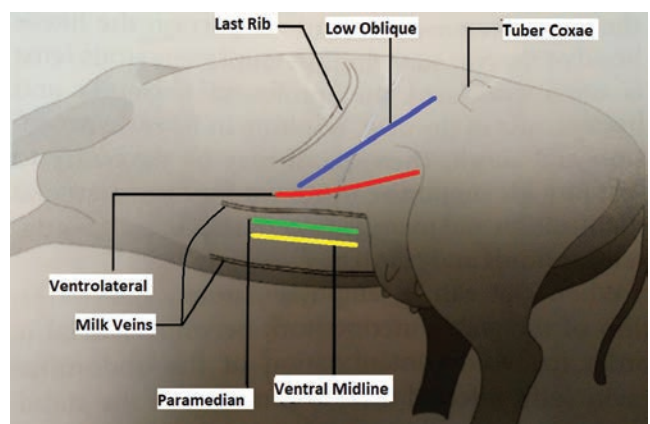 Last Rib
Low Oblique
Tuber Coxae
Ventrolateral
Milk Veins
Paramedian
Ventral Midline